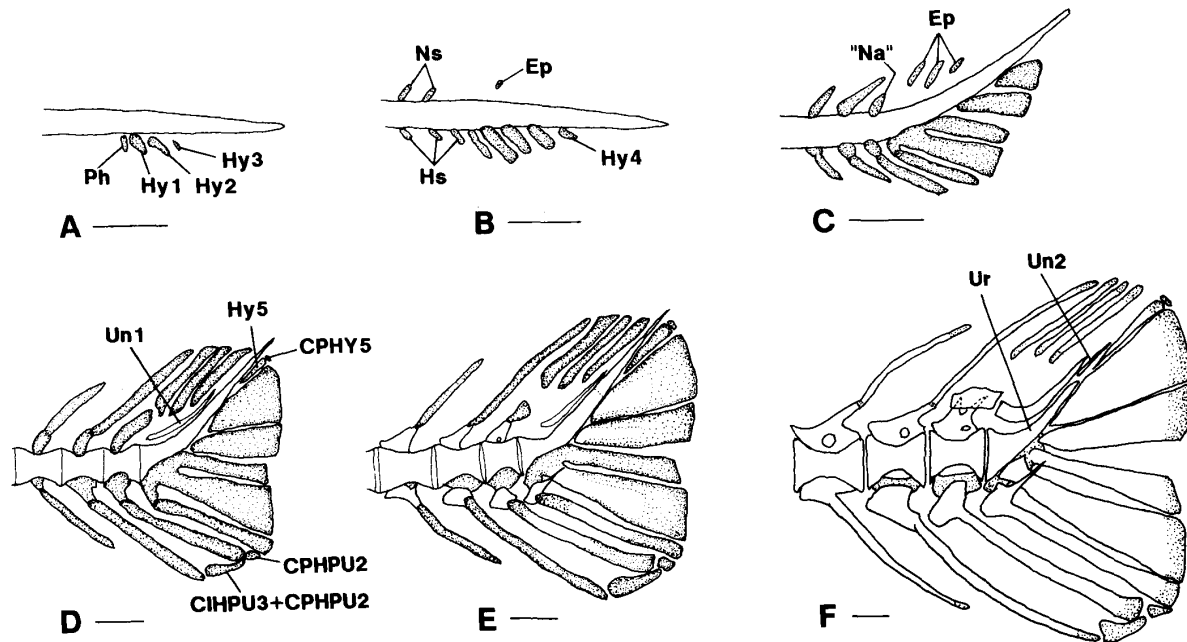 Ph
Hy1
Hy2
Hy3
A
Ns
Ep
Hs
Hy4
B
"Na"
Ep
C
Un1
Hy5
CPHY5
CPHPU2
CIHPU3+CPHPU2
D
E
Ur
Un2
F